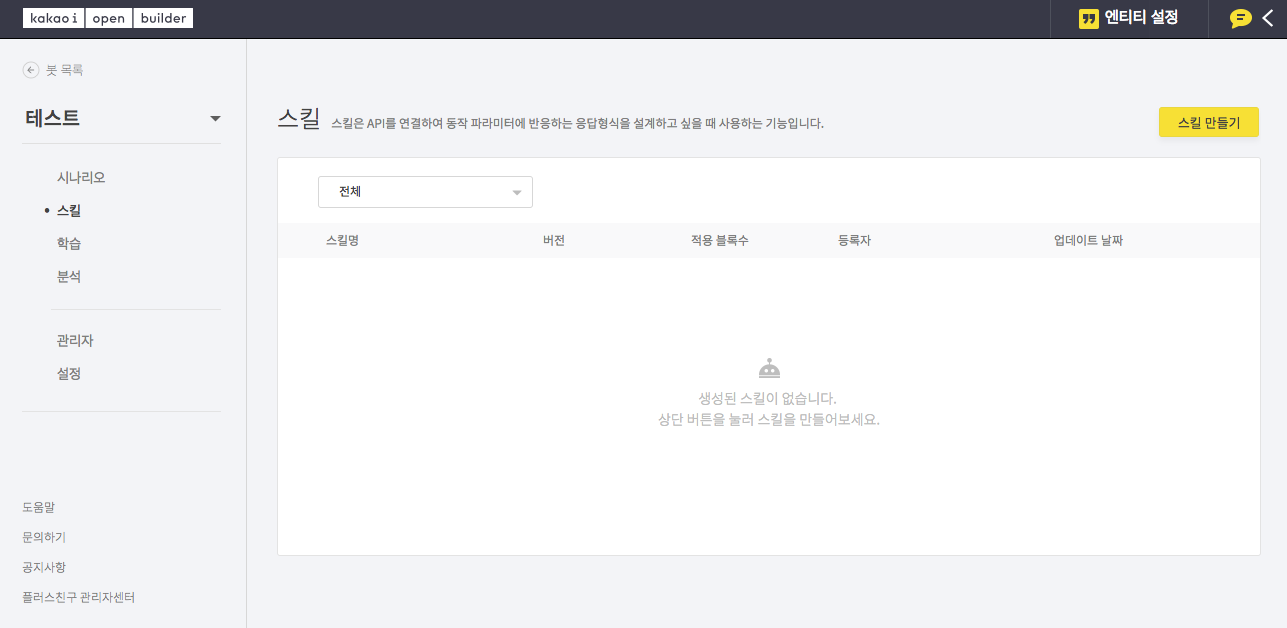 kakao i open builder
엔티티 설정
봇 목록
테스트
시나리오
스킬
학습
분석
관리자
설정
도움말
문의하기
공지사항
플러스친구 관리자센터
스킬 스킬은 API를 연결하여 동작 파라미터에 반응하는 응답형식을 설계하고 싶을 때 사용하는 기능입니다.
스킬 만들기
전체
스킬명 버전 적용 블록수 등록자 업데이트 날짜
생성된 스킬이 없습니다.
상단 버튼을 눌러 스킬을 만들어보세요.